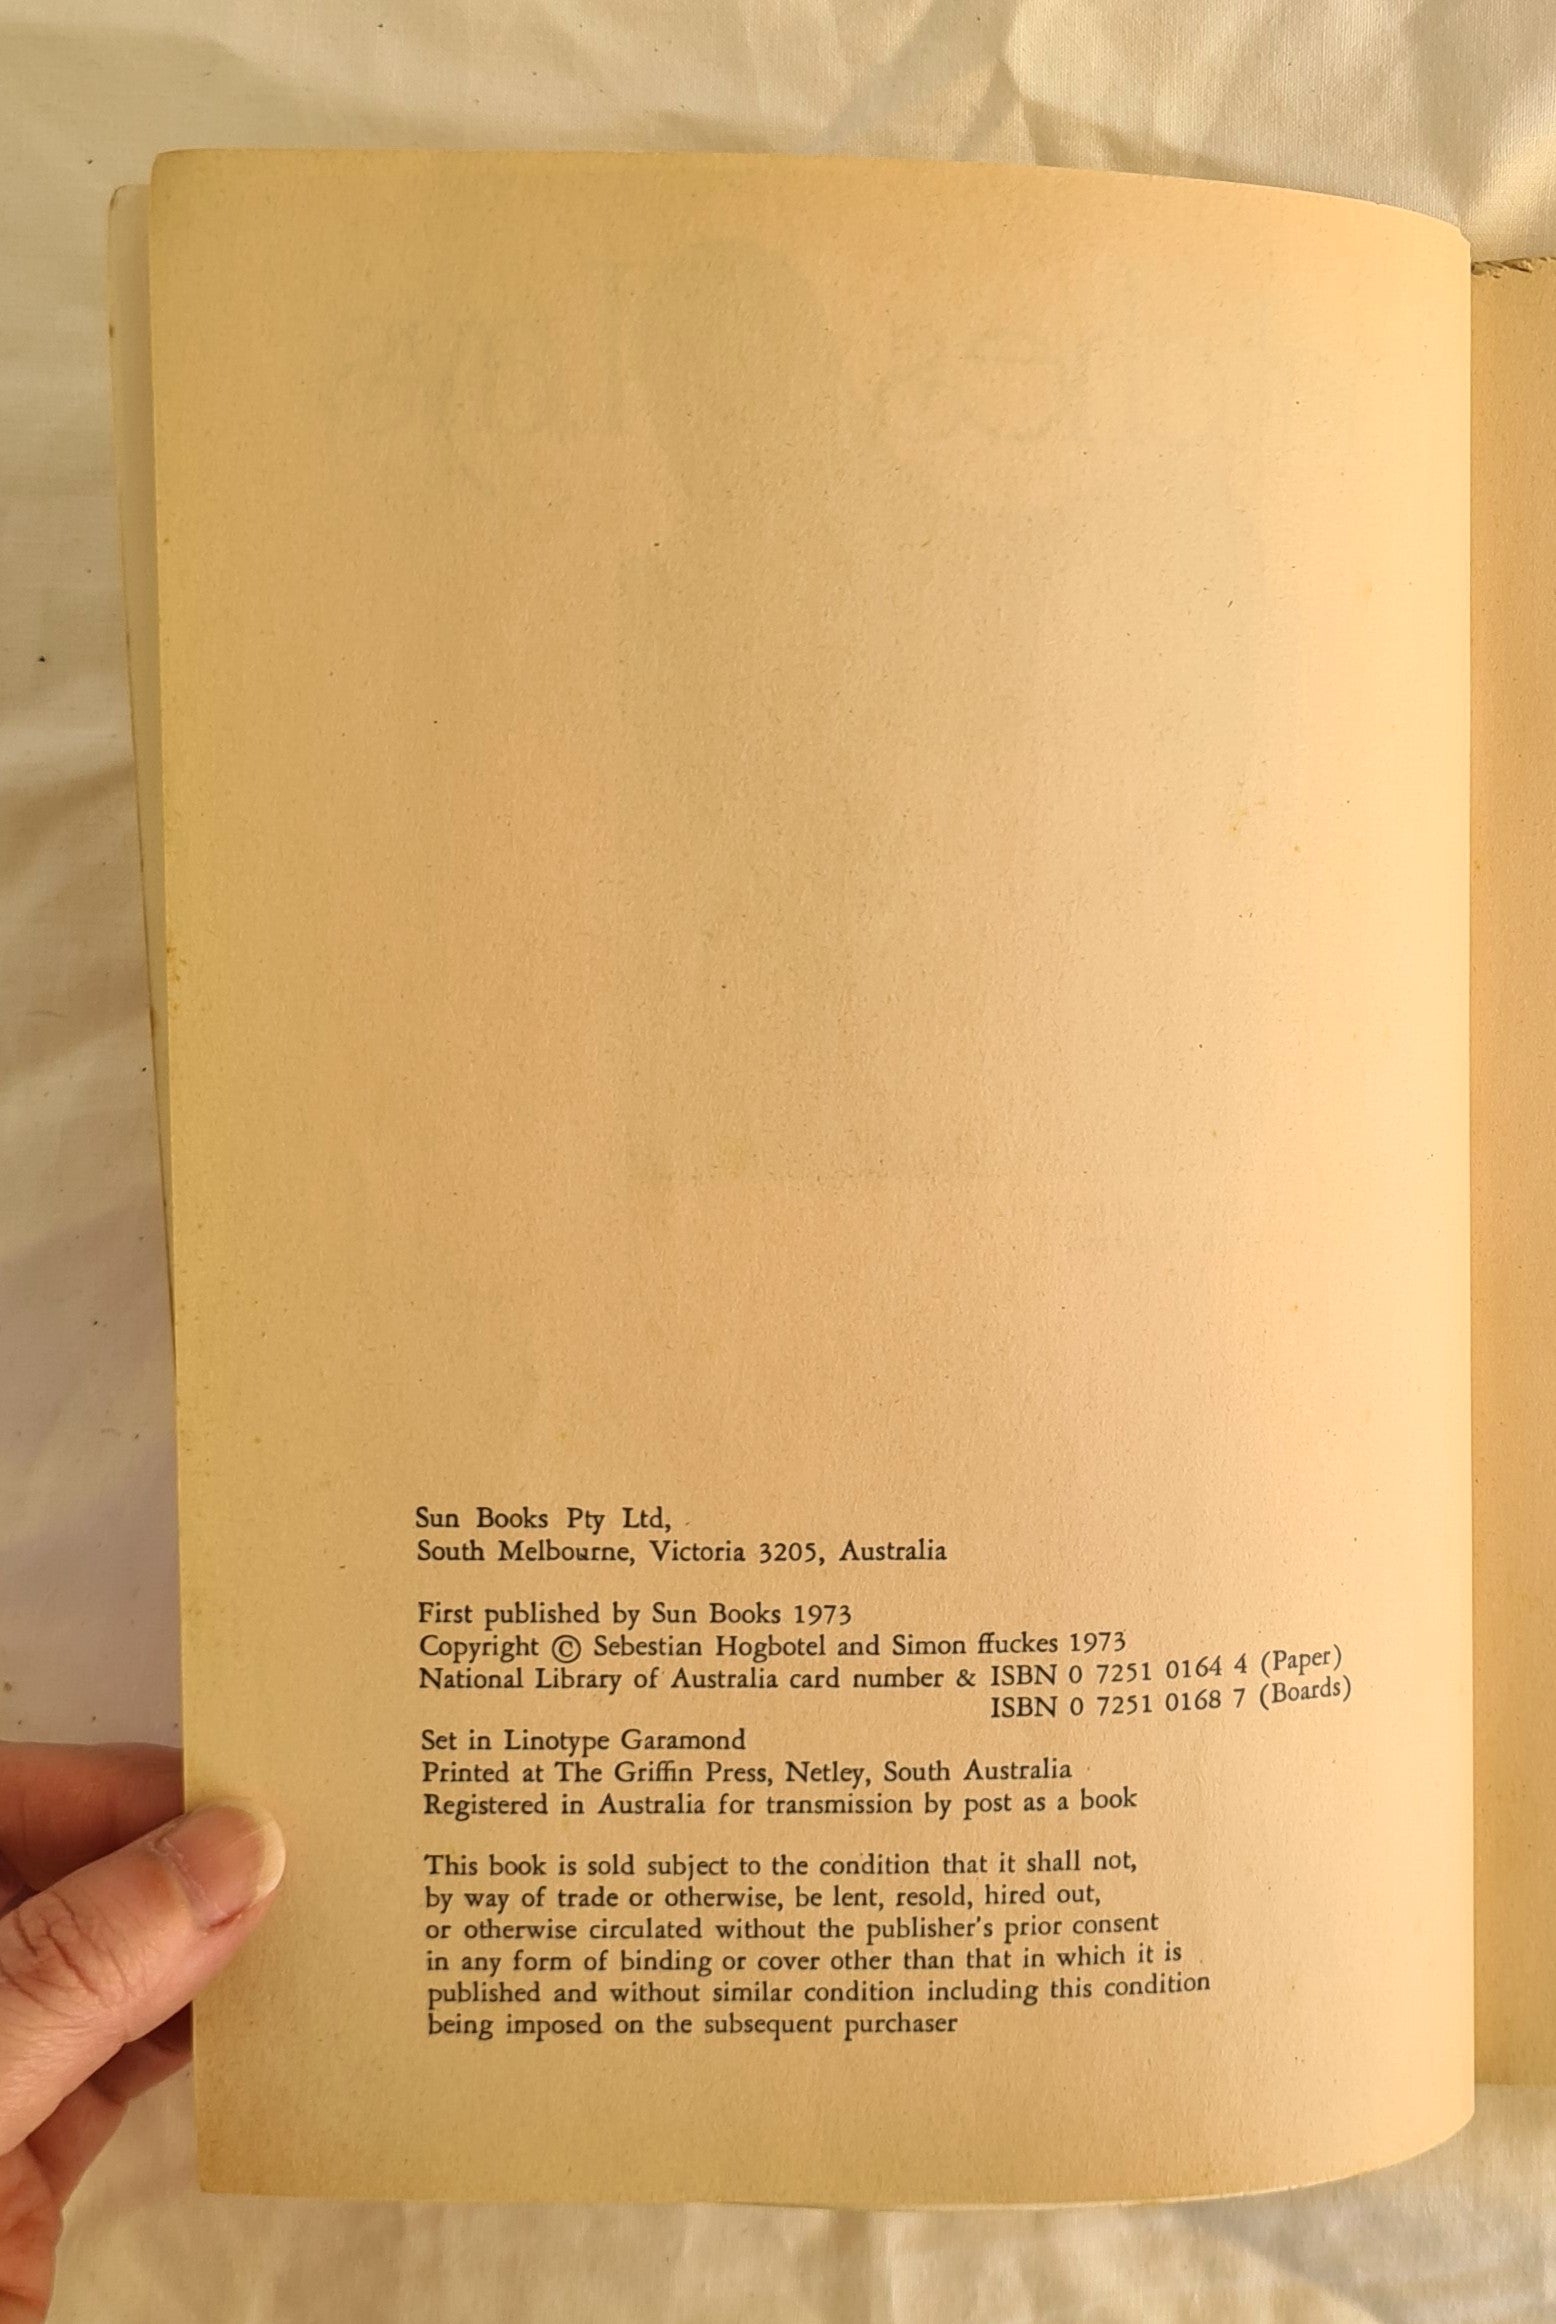 Sun Books Pty Ltd,
South Melbourne, Victoria 3205, Australia
First published by Sun Books 1973
Copyright © Sebestian Hogbotel and Simon ffuckes 1973
National Library of Australia card number & ISBN 0 7251 0164 4 (Paper)
ISBN 0 7251 0168 7 (Boards)
Set in Linotype Garamond
Printed at The Griffin Press, Netley, South Australia
Registered in Australia for transmission by post as a book
This book is sold subject to the condition that it shall not,
by way of trade or otherwise, be lent, resold, hired out,
or otherwise circulated without the publisher's prior consent
in any form of binding or cover other than that in which it is
published and without similar condition including this condition
being imposed on the subsequent purchaser